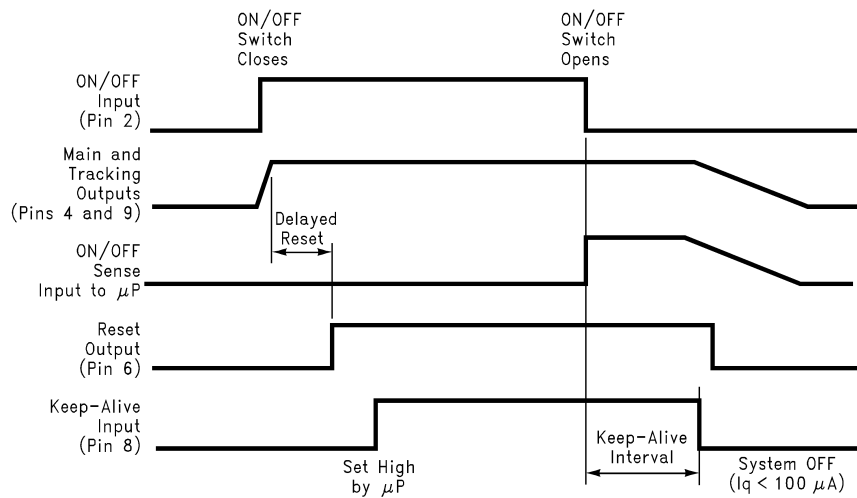 ON/OFF
Switch
Closes
ON/OFF
Switch
Opens
ON/OFF
Input
(Pin 2)
Main and
Tracking
Outputs
(Pins 4 and 9)
Delayed
Reset
ON/OFF
Sense
Input to μP
Reset
Output
(Pin 6)
Keep-Alive
Input
(Pin 8)
Set High
by μP
Keep-Alive
Interval
System OFF
(Iq < 100 μA)